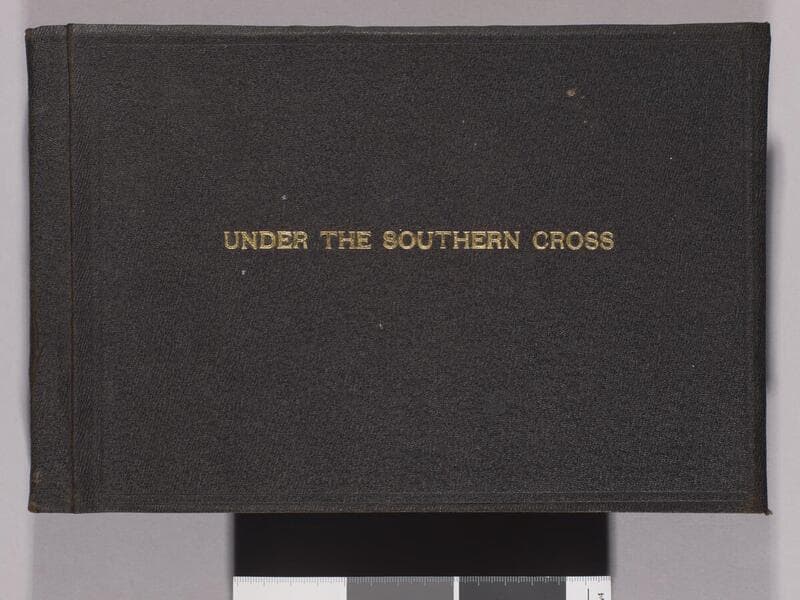 UNDER THE SOUTHERN CROSS